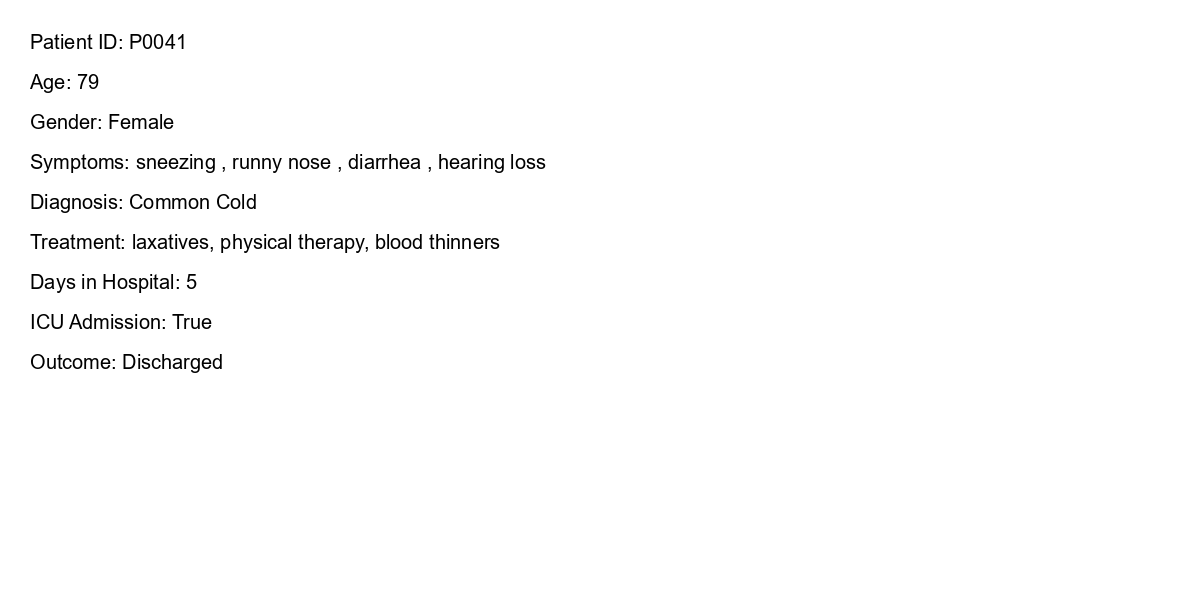 Patient ID: P0041
Age: 79
Gender: Female
Symptoms: sneezing , runny nose , diarrhea , hearing loss
Diagnosis: Common Cold
Treatment: laxatives, physical therapy, blood thinners
Days in Hospital: 5
ICU Admission: True
Outcome: Discharged